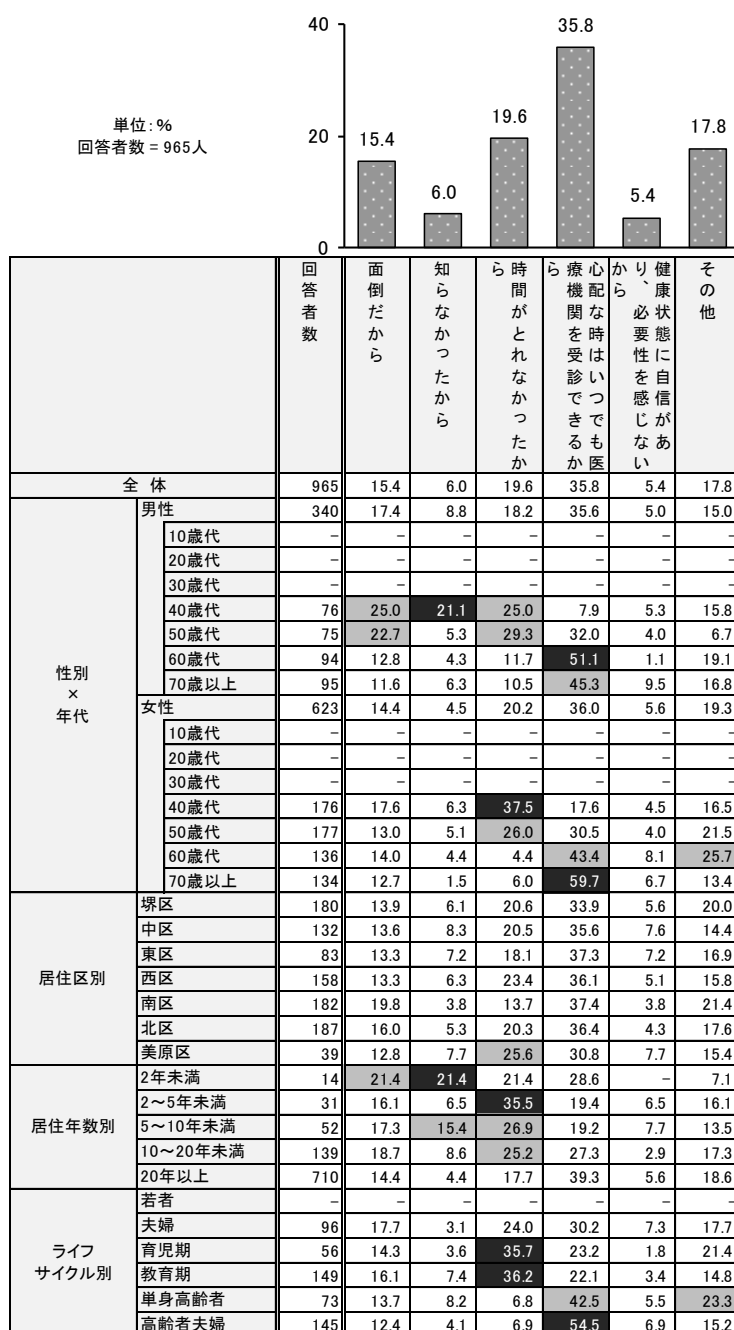 40
35.8
単位:%
回答者数 = 965人
20
15.4
6.0
19.6
5.4
17.8
0
回答者数
面倒だから
知らなかったから
時間がとれなかったから
心配な時はいつでも医療機関を受診できるから
健康状態に自信があり、必要性を感じないから
その他
全 体 965 15.4 6.0 19.6 35.8 5.4 17.8
性別
×
年代
男性 340 17.4 8.8 18.2 35.6 5.0 15.0
10歳代 – – – – – – –
20歳代 – – – – – – –
30歳代 – – – – – – –
40歳代 76 25.0 21.1 25.0 7.9 5.3 15.8
50歳代 75 22.7 5.3 29.3 32.0 4.0 6.7
60歳代 94 12.8 4.3 11.7 51.1 1.1 19.1
70歳以上 95 11.6 6.3 10.5 45.3 9.5 16.8
女性 623 14.4 4.5 20.2 36.0 5.6 19.3
10歳代 – – – – – – –
20歳代 – – – – – – –
30歳代 – – – – – – –
40歳代 176 17.6 6.3 37.5 17.6 4.5 16.5
50歳代 177 13.0 5.1 26.0 30.5 4.0 21.5
60歳代 136 14.0 4.4 4.4 43.4 8.1 25.7
70歳以上 134 12.7 1.5 6.0 59.7 6.7 13.4
居住区別
堺区 180 13.9 6.1 20.6 33.9 5.6 20.0
中区 132 13.6 8.3 20.5 35.6 7.6 14.4
東区 83 13.3 7.2 18.1 37.3 7.2 16.9
西区 158 13.3 6.3 23.4 36.1 5.1 15.8
南区 182 19.8 3.8 13.7 37.4 3.8 21.4
北区 187 16.0 5.3 20.3 36.4 4.3 17.6
美原区 39 12.8 7.7 25.6 30.8 7.7 15.4
居住年数別
2年未満 14 21.4 21.4 21.4 28.6 – 7.1
2～5年未満 31 16.1 6.5 35.5 19.4 6.5 16.1
5～10年未満 52 17.3 15.4 26.9 19.2 7.7 13.5
10～20年未満 139 18.7 8.6 25.2 27.3 2.9 17.3
20年以上 710 14.4 4.4 17.7 39.3 5.6 18.6
ライフ
サイクル別
若者 – – – – – – –
夫婦 96 17.7 3.1 24.0 30.2 7.3 17.7
育児期 56 14.3 3.6 35.7 23.2 1.8 21.4
教育期 149 16.1 7.4 36.2 22.1 3.4 14.8
単身高齢者 73 13.7 8.2 6.8 42.5 5.5 23.3
高齢者夫婦 145 12.4 4.1 6.9 54.5 6.9 15.2